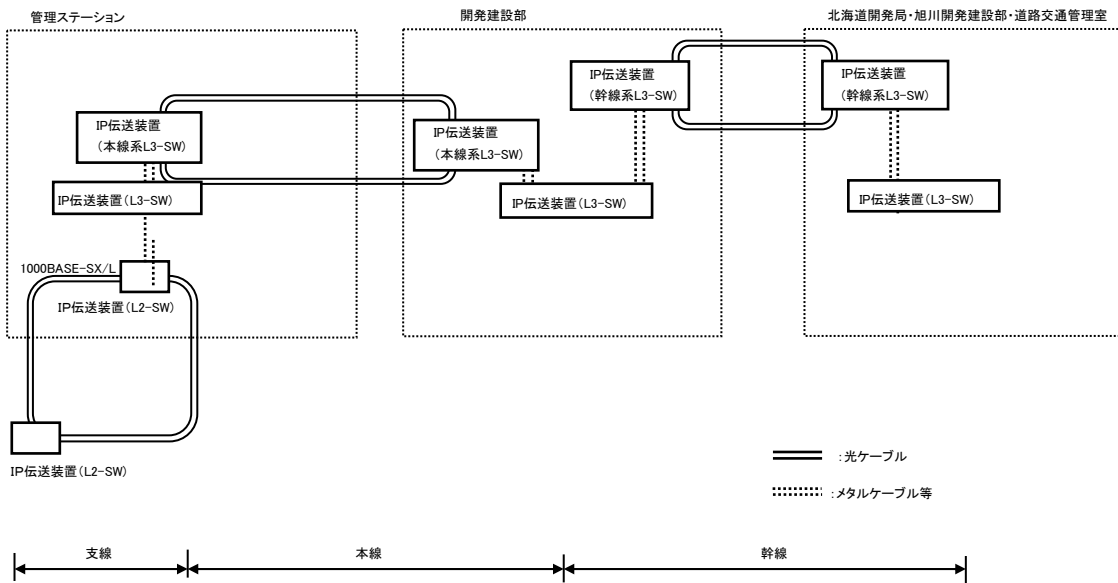 管理ステーション
開発建設部
北海道開発局・旭川開発建設部・道路交通管理室
IP伝送装置
(幹線系L3-SW)
IP伝送装置
(幹線系L3-SW)
IP伝送装置
(本線系L3-SW)
IP伝送装置
(本線系L3-SW)
IP伝送装置(L3-SW)
IP伝送装置(L3-SW)
IP伝送装置(L3-SW)
1000BASE-SX/L
IP伝送装置(L2-SW)
IP伝送装置(L2-SW)
:光ケーブル
:メタルケーブル等
支線
本線
幹線